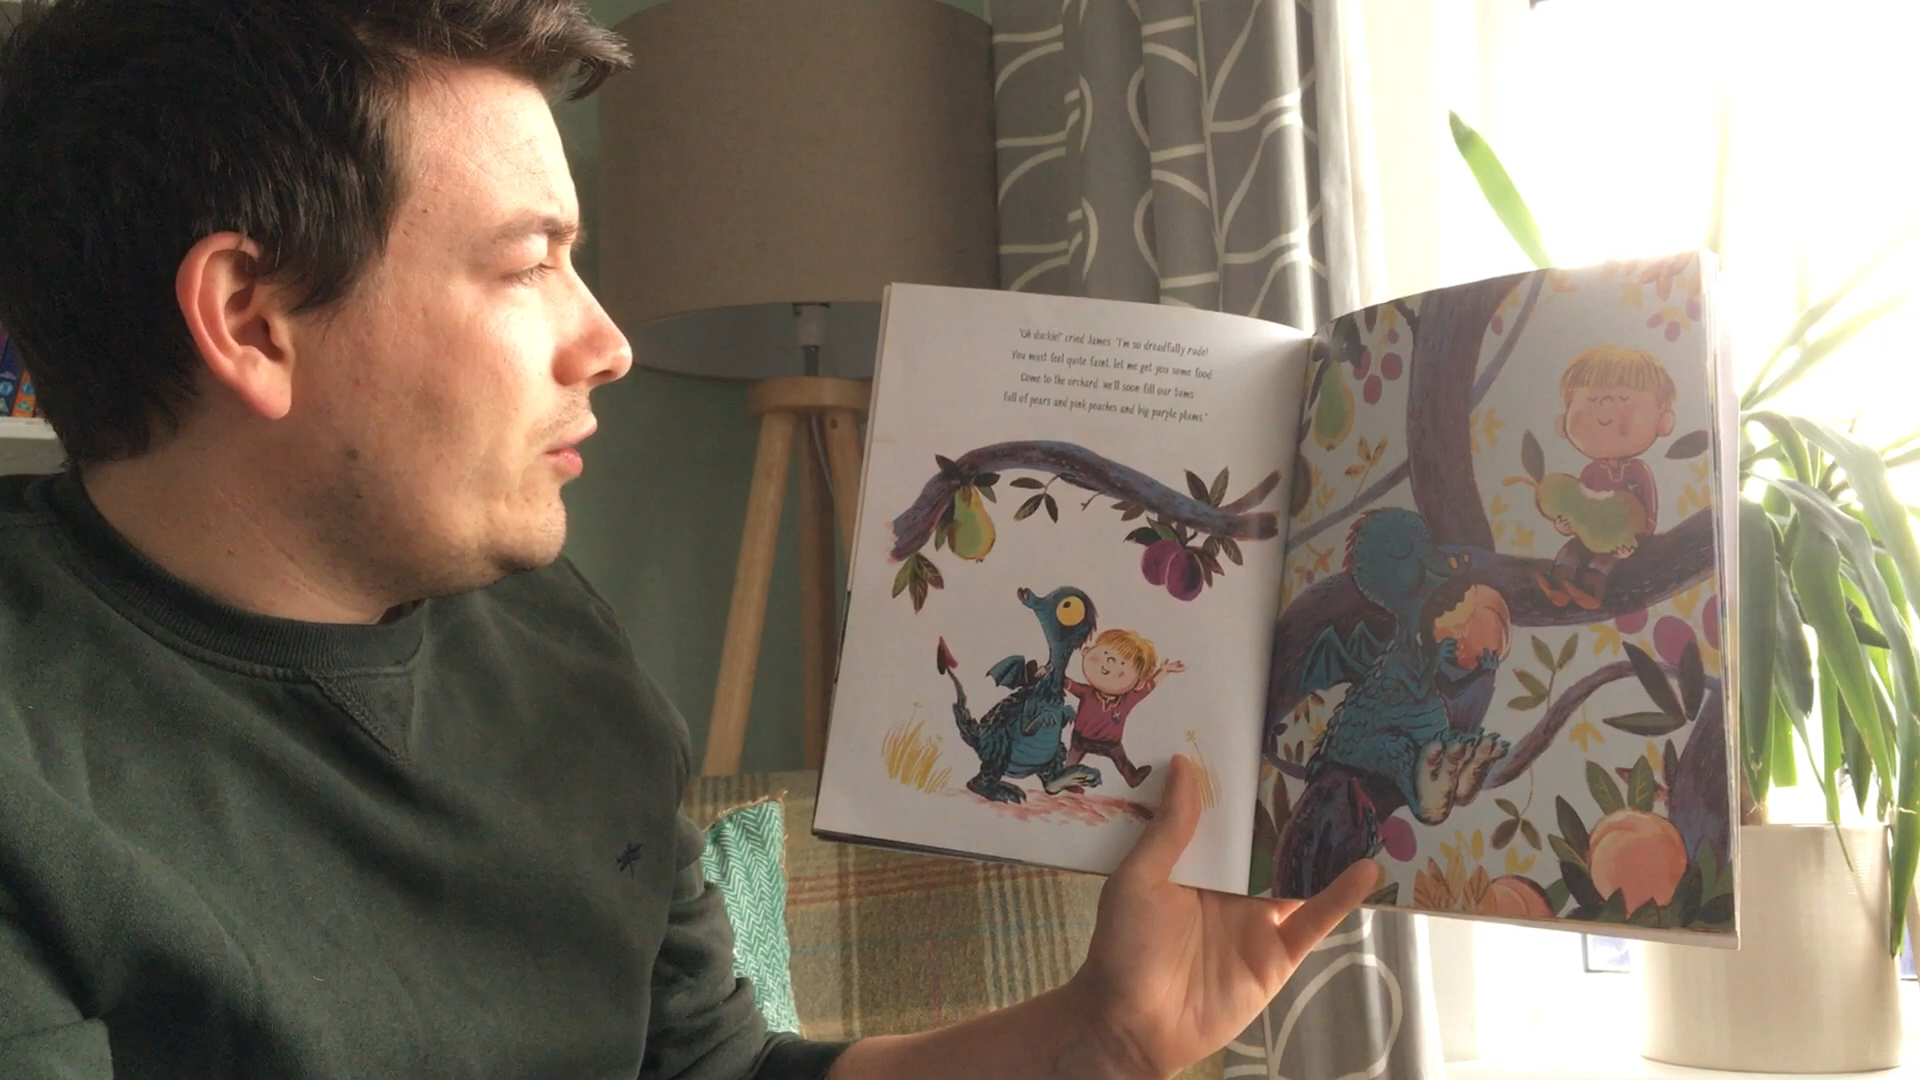 "Oh duckie!" cried James. "I'm so dreadfully rude!
You must feel quite faint, let me get you some food.
Come to the orchard, we'll soon fill our tums
full of pears and pink peaches and big purple plums."